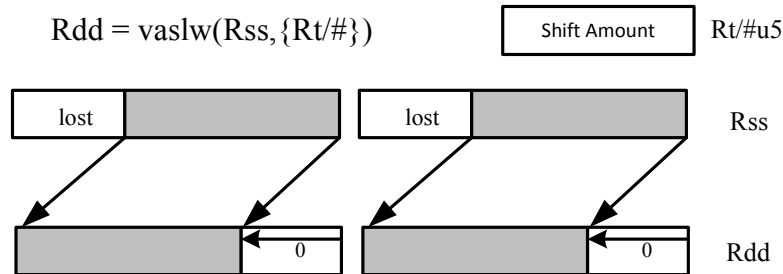 Rdd = vaslw(Rss,{Rt/#})
Shift Amount
Rt/#u5
lost
lost
Rss
0
0
Rdd